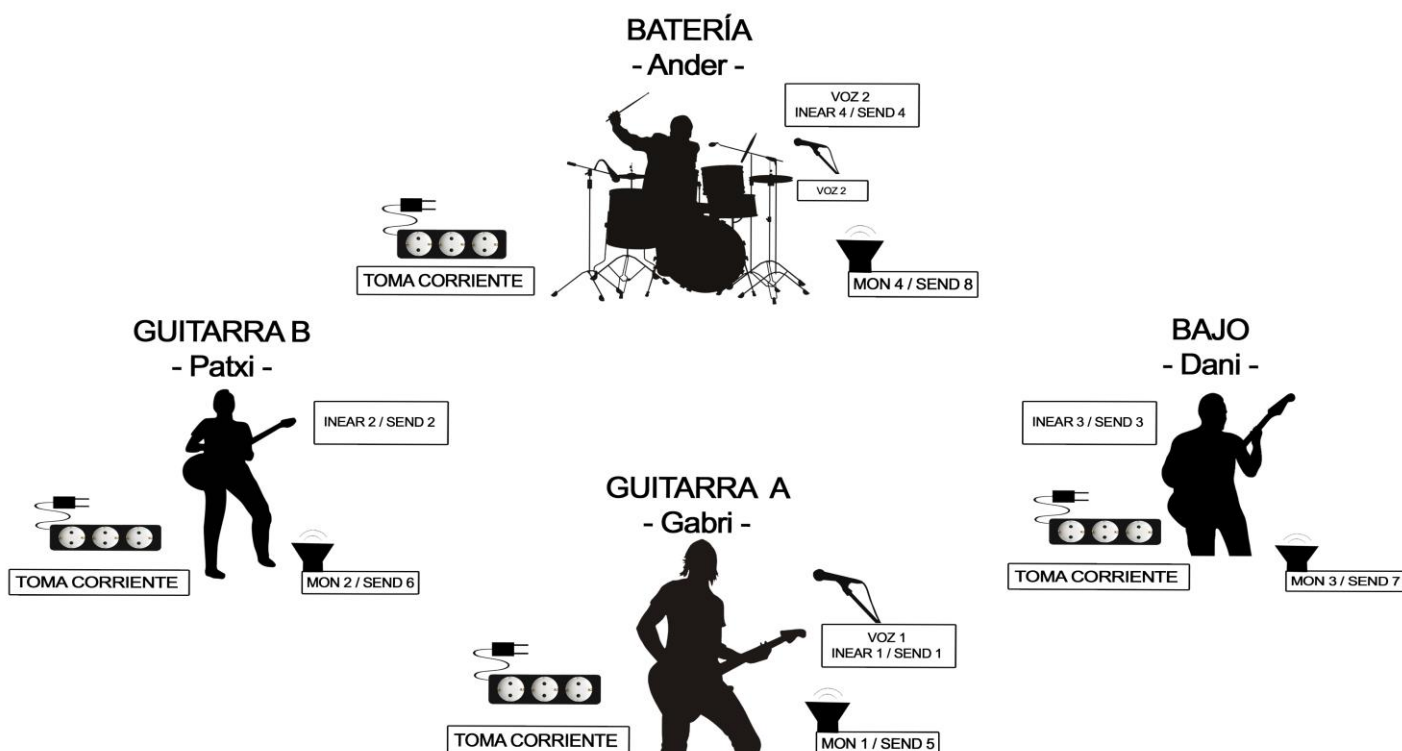 BATERÍA
- Ander -
VOZ 2
INEAR 4 / SEND 4
VOZ 2
TOMA CORRIENTE
MON 4 / SEND 8
GUITARRA B
- Patxi -
INEAR 2 / SEND 2
TOMA CORRIENTE
MON 2 / SEND 6
BAJO
- Dani -
INEAR 3 / SEND 3
TOMA CORRIENTE
MON 3 / SEND 7
GUITARRA A
- Gabri -
VOZ 1
INEAR 1 / SEND 1
TOMA CORRIENTE
MON 1 / SEND 5